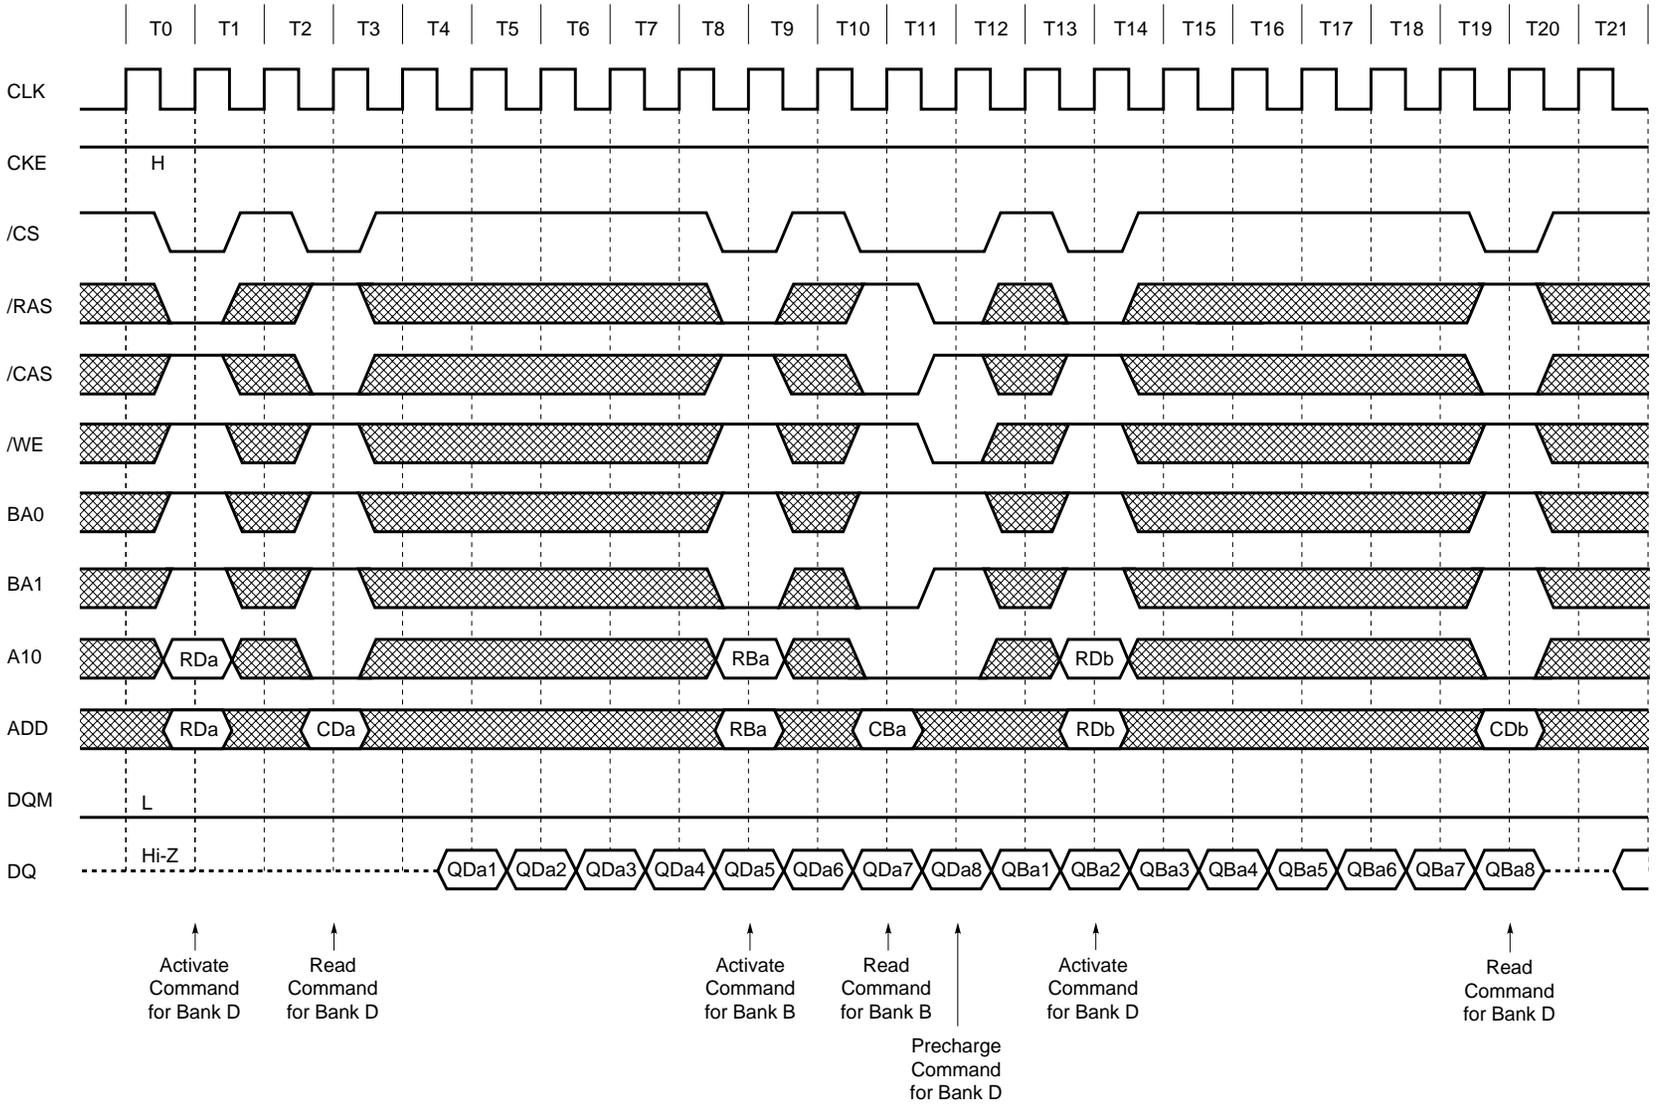 T0 T1 T2 T3 T4 T5 T6 T7 T8 T9 T10 T11 T12 T13 T14 T15 T16 T17 T18 T19 T20 T21
CLK
CKE H
/CS
/RAS
/CAS
/WE
BA0
BA1
A10 RDa RBa RDb
ADD RDa CDa RBa CBa RDb CDb
DQM L
Hi-Z
DQ QDa1 QDa2 QDa3 QDa4 QDa5 QDa6 QDa7 QDa8 QBa1 QBa2 QBa3 QBa4 QBa5 QBa6 QBa7 QBa8
Activate
Command
for Bank D
Read
Command
for Bank D
Activate
Command
for Bank B
Read
Command
for Bank B
Precharge
Command
for Bank D
Activate
Command
for Bank D
Read
Command
for Bank D